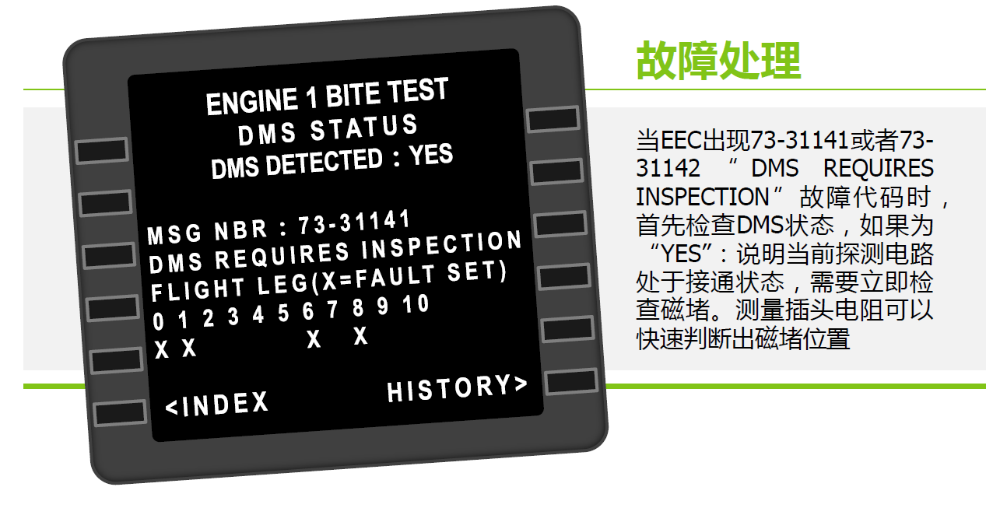 ENGINE 1 BITE TEST
DMS STATUS
DMS DETECTED : YES
MSG NBR : 73-31141
DMS REQUIRES INSPECTION
FLIGHT LEG(X=FAULT SET)
0 1 2 3 4 5 6 7 8 9 10
X X X X
<INDEX HISTORY>
故障处理
当EEC出现73-31141或者73-
31142 “ DMS REQUIRES
INSPECTION” 故障代码时，
首先检查DMS状态，如果为
“YES”：说明当前探测电路
处于接通状态，需要立即检
查磁堵。测量插头电阻可以
快速判断出磁堵位置